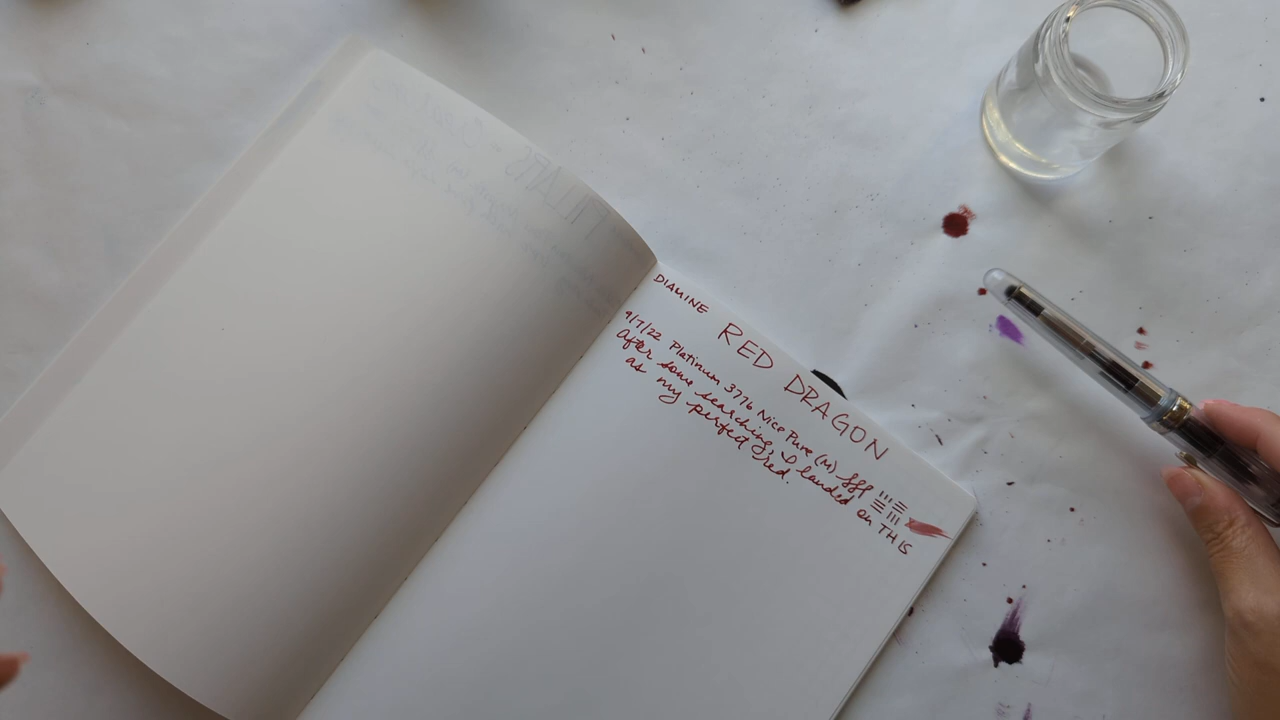 DIAMINE RED DRAGON
9/7/22 Platinum 3776 Nice Pure (M) fff
After some searching, I landed on THIS
as my perfect red.